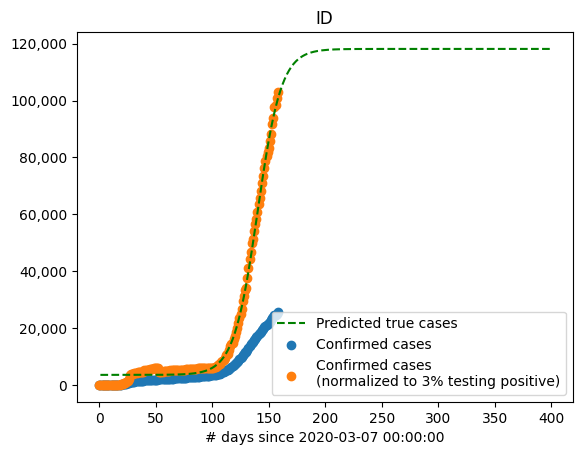 ID
120,000
100,000
80,000
60,000
40,000
20,000
0
Predicted true cases
Confirmed cases
Confirmed cases
(normalized to 3% testing positive)
0 50 100 150 200 250 300 350 400
# days since 2020-03-07 00:00:00